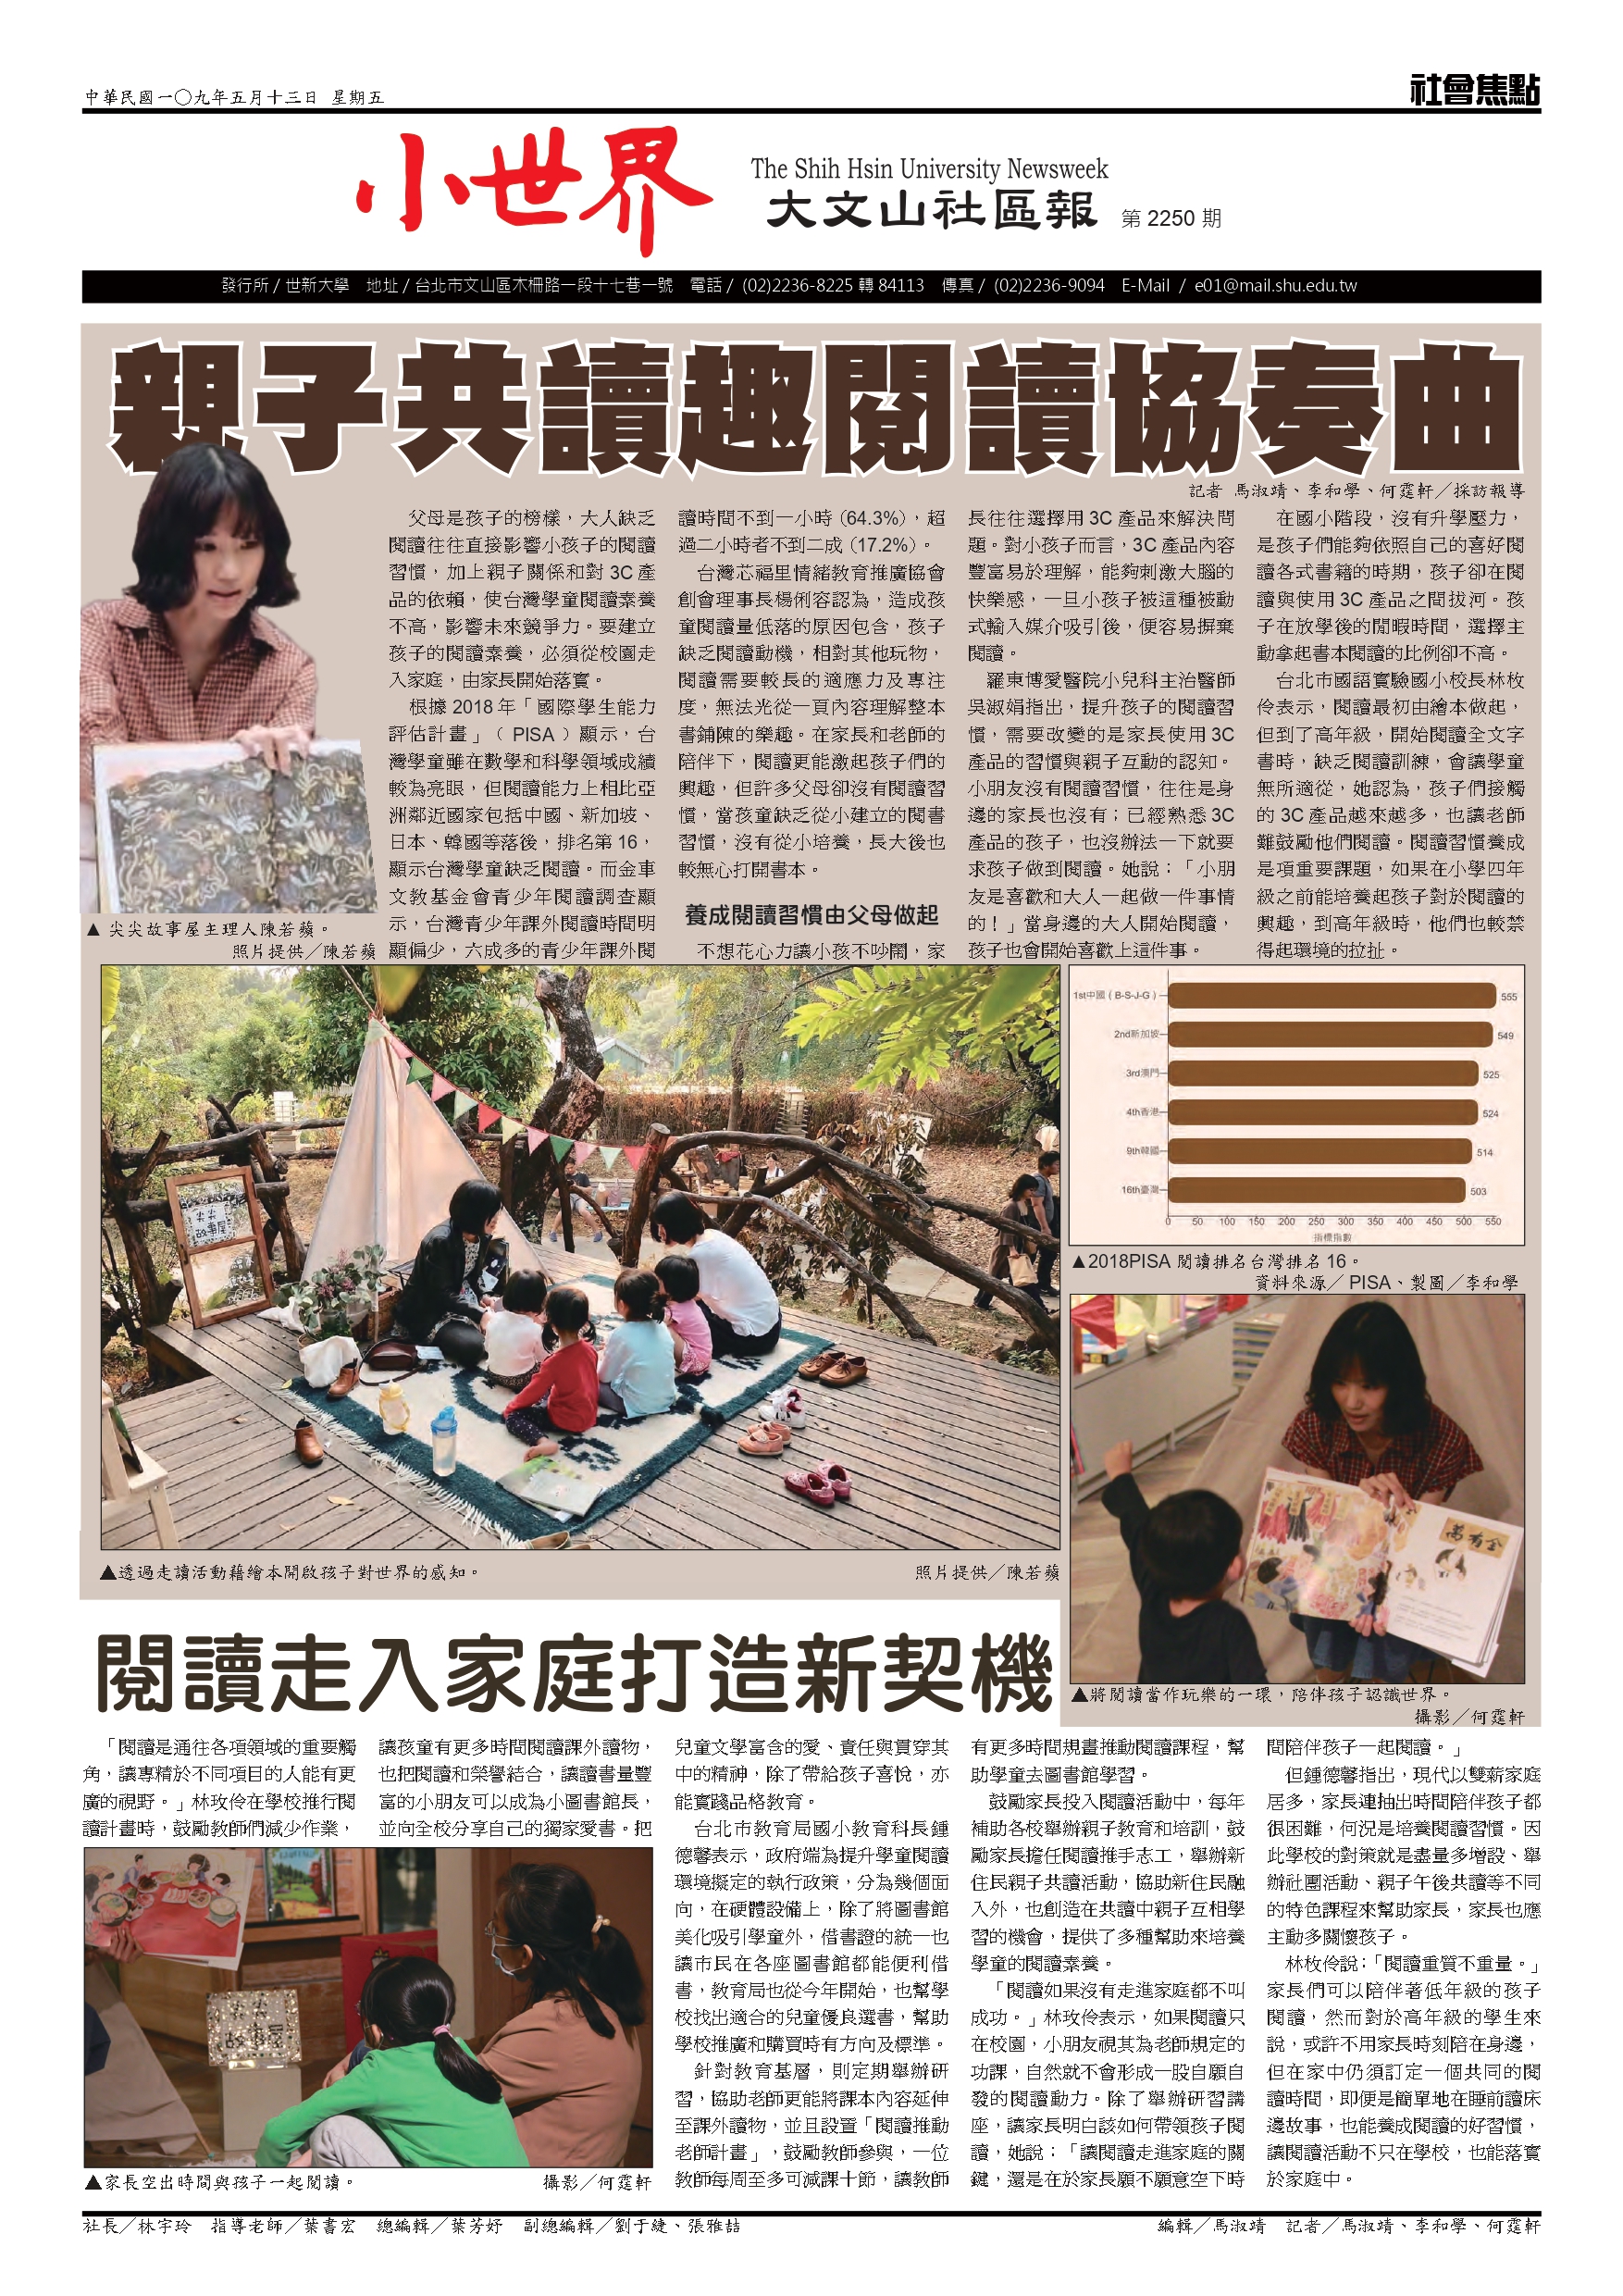 中華民國一〇九年五月十三日 星期五
社會焦點
小世界
The Shih Hsin University Newsweek
大文山社區報 第 2250 期
發行所 / 世新大學 地址 / 台北市文山區木柵路一段十七巷一號 電話 / (02)2236-8225 轉 84113 傳真 / (02)2236-9094 E-Mail / e01@mail.shu.edu.tw
親子共讀趣閱讀協奏曲
記者 馬淑靖、李和學、何霆軒／採訪報導
父母是孩子的榜樣，大人缺乏
閱讀往往直接影響小孩子的閱讀
習慣，加上親子關係和對 3C 產
品的依賴，使台灣學童閱讀素養
不高，影響未來競爭力。要建立
孩子的閱讀素養，必須從校園走
入家庭，由家長開始落實。
根據 2018 年「國際學生能力
評估計畫」（ PISA ）顯示，台
灣學童雖在數學和科學領域成績
較為亮眼，但閱讀能力上相比亞
洲鄰近國家包括中國、新加坡、
日本、韓國等落後，排名第 16，
顯示台灣學童缺乏閱讀。而金車
文教基金會青少年閱讀調查顯
示，台灣青少年課外閱讀時間明
顯偏少，六成多的青少年課外閱
讀時間不到一小時（64.3%），超
過二小時者不到二成（17.2%）。
台灣芯福里情緒教育推廣協會
創會理事長楊俐容認為，造成孩
童閱讀量低落的原因包含，孩子
缺乏閱讀動機，相對其他玩物，
閱讀需要較長的適應力及專注
度，無法光從一頁內容理解整本
書鋪陳的樂趣。在家長和老師的
陪伴下，閱讀更能激起孩子們的
興趣，但許多父母卻沒有閱讀習
慣，當孩童缺乏從小建立的閱書
習慣，沒有從小培養，長大後也
較無心打開書本。
養成閱讀習慣由父母做起
不想花心力讓小孩不吵鬧，家
長往往選擇用 3C 產品來解決問
題。對小孩子而言，3C 產品內容
豐富易於理解，能夠刺激大腦的
快樂感，一旦小孩子被這種被動
式輸入媒介吸引後，便容易摒棄
閱讀。
羅東博愛醫院小兒科主治醫師
吳淑娟指出，提升孩子的閱讀習
慣，需要改變的是家長使用 3C
產品的習慣與親子互動的認知。
小朋友沒有閱讀習慣，往往是身
邊的家長也沒有；已經熟悉 3C
產品的孩子，也沒辦法一下就要
求孩子做到閱讀。她說：「小朋
友是喜歡和大人一起做一件事情
的！」當身邊的大人開始閱讀，
孩子也會開始喜歡上這件事。
在國小階段，沒有升學壓力，
是孩子們能夠依照自己的喜好閱
讀各式書籍的時期，孩子卻在閱
讀與使用 3C 產品之間拔河。孩
子在放學後的閒暇時間，選擇主
動拿起書本閱讀的比例卻不高。
台北市國語實驗國小校長林枚
伶表示，閱讀最初由繪本做起，
但到了高年級，開始閱讀全文字
書時，缺乏閱讀訓練，會讓學童
無所適從，她認為，孩子們接觸
的 3C 產品越來越多，也讓老師
難鼓勵他們閱讀。閱讀習慣養成
是項重要課題，如果在小學四年
級之前能培養起孩子對於閱讀的
興趣，到高年級時，他們也較禁
得起環境的拉扯。
▲ 尖尖故事屋主理人陳若蘋。
照片提供／陳若蘋
尖尖
故事屋
1st中國（B-S-J-G） 555
2nd新加坡 549
3rd澳門 525
4th香港 524
9th韓國 514
16th臺灣 503
0 50 100 150 200 250 300 350 400 450 500 550
指標指數
▲2018PISA 閱讀排名台灣排名 16。
資料來源／ PISA、製圖／李和學
萬有全
▲透過走讀活動藉繪本開啟孩子對世界的感知。 照片提供／陳若蘋
▲將閱讀當作玩樂的一環，陪伴孩子認識世界。
攝影／何霆軒
閱讀走入家庭打造新契機
「閱讀是通往各項領域的重要觸
角，讓專精於不同項目的人能有更
廣的視野。」林玫伶在學校推行閱
讀計畫時，鼓勵教師們減少作業，
讓孩童有更多時間閱讀課外讀物，
也把閱讀和榮譽結合，讓讀書量豐
富的小朋友可以成為小圖書館長，
並向全校分享自己的獨家愛書。把
兒童文學富含的愛、責任與貫穿其
中的精神，除了帶給孩子喜悅，亦
能實踐品格教育。
台北市教育局國小教育科長鍾
德馨表示，政府端為提升學童閱讀
環境擬定的執行政策，分為幾個面
向，在硬體設備上，除了將圖書館
美化吸引學童外，借書證的統一也
讓市民在各座圖書館都能便利借
書，教育局也從今年開始，也幫學
校找出適合的兒童優良選書，幫助
學校推廣和購買時有方向及標準。
針對教育基層，則定期舉辦研
習，協助老師更能將課本內容延伸
至課外讀物，並且設置「閱讀推動
老師計畫」，鼓勵教師參與，一位
教師每周至多可減課十節，讓教師
有更多時間規畫推動閱讀課程，幫
助學童去圖書館學習。
鼓勵家長投入閱讀活動中，每年
補助各校舉辦親子教育和培訓，鼓
勵家長擔任閱讀推手志工，舉辦新
住民親子共讀活動，協助新住民融
入外，也創造在共讀中親子互相學
習的機會，提供了多種幫助來培養
學童的閱讀素養。
「閱讀如果沒有走進家庭都不叫
成功。」林玫伶表示，如果閱讀只
在校園，小朋友視其為老師規定的
功課，自然就不會形成一股自願自
發的閱讀動力。除了舉辦研習講
座，讓家長明白該如何帶領孩子閱
讀，她說：「讓閱讀走進家庭的關
鍵，還是在於家長願不願意空下時
間陪伴孩子一起閱讀。」
但鍾德馨指出，現代以雙薪家庭
居多，家長連抽出時間陪伴孩子都
很困難，何況是培養閱讀習慣。因
此學校的對策就是盡量多增設、舉
辦社團活動、親子午後共讀等不同
的特色課程來幫助家長，家長也應
主動多關懷孩子。
林枚伶說：「閱讀重質不重量。」
家長們可以陪伴著低年級的孩子
閱讀，然而對於高年級的學生來
說，或許不用家長時刻陪在身邊，
但在家中仍須訂定一個共同的閱
讀時間，即便是簡單地在睡前讀床
邊故事，也能養成閱讀的好習慣，
讓閱讀活動不只在學校，也能落實
於家庭中。
▲家長空出時間與孩子一起閱讀。 攝影／何霆軒
社長／林宇玲 指導老師／葉書宏 總編輯／葉芳妤 副總編輯／劉于緁、張雅喆
編輯／馬淑靖 記者／馬淑靖、李和學、何霆軒